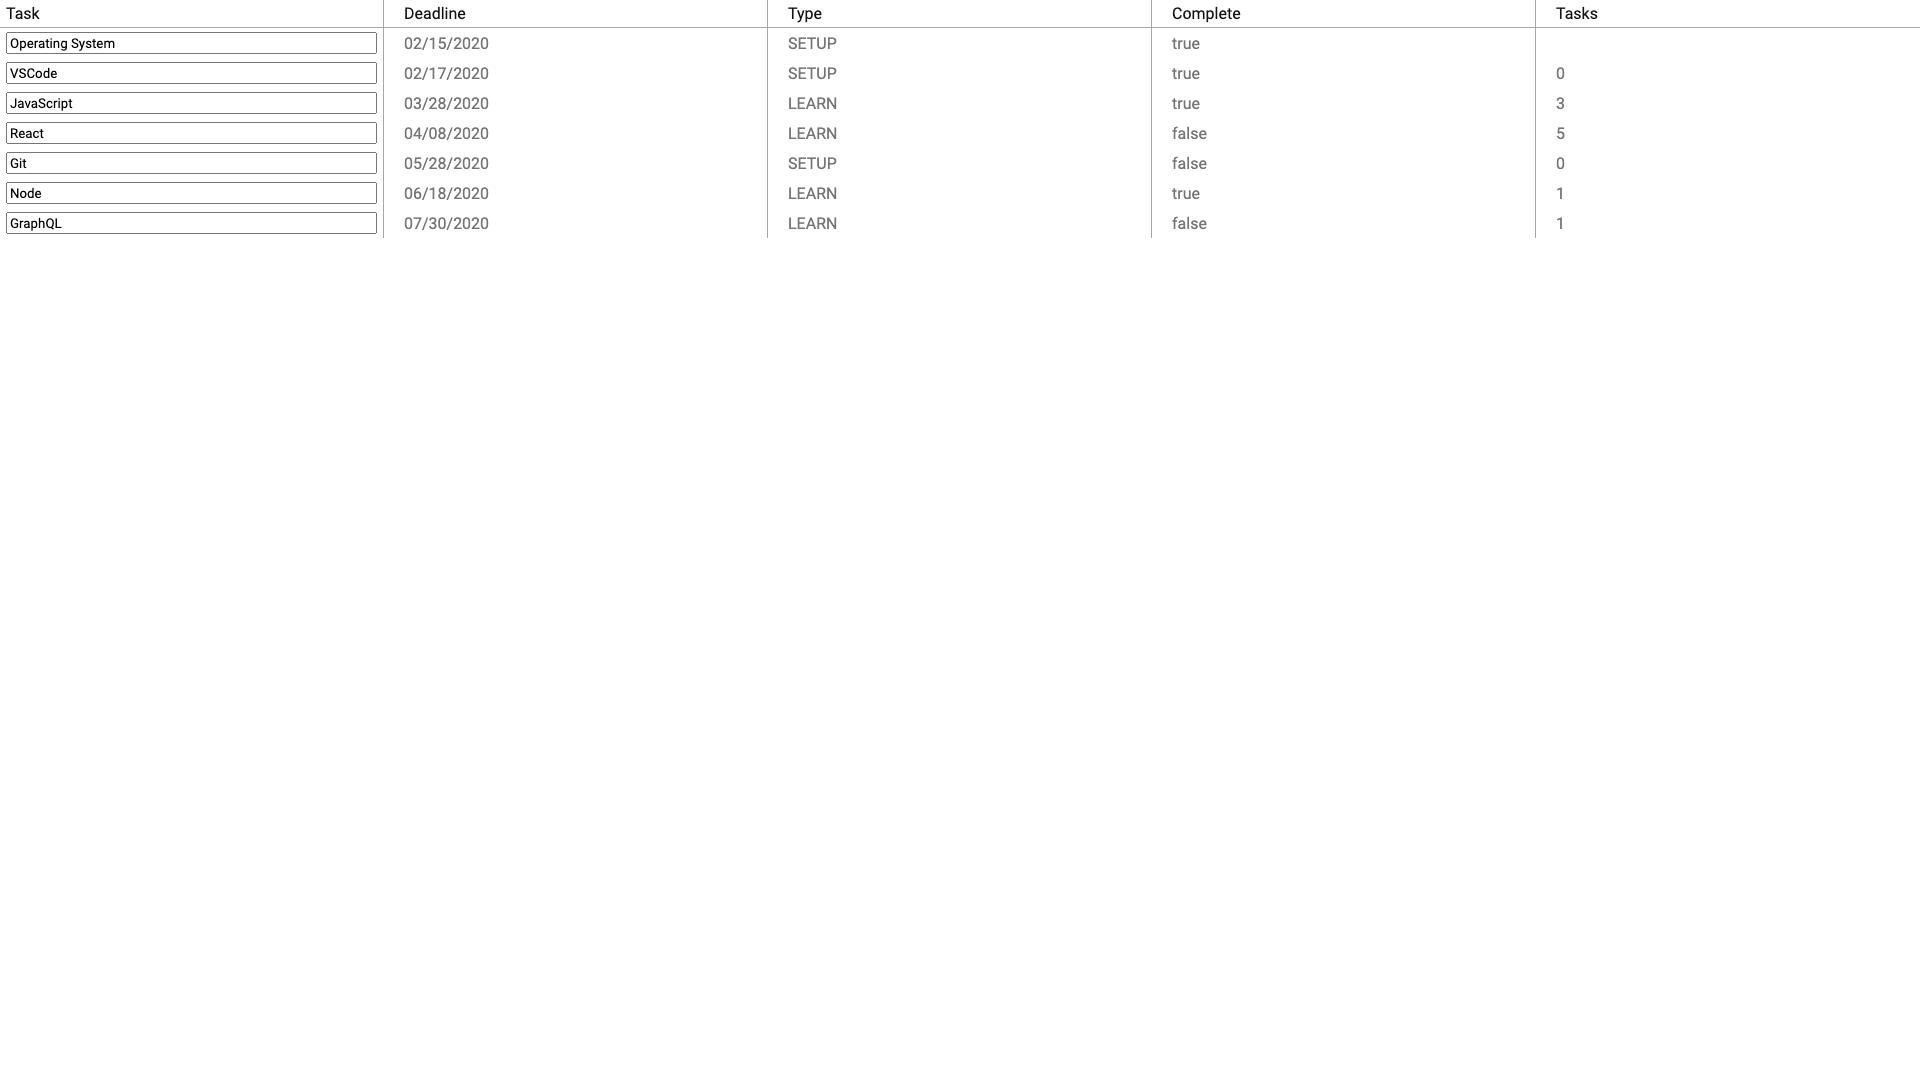 Task Deadline Type Complete Tasks
Operating System 02/15/2020 SETUP true
VSCode 02/17/2020 SETUP true 0
JavaScript 03/28/2020 LEARN true 3
React 04/08/2020 LEARN false 5
Git 05/28/2020 SETUP false 0
Node 06/18/2020 LEARN true 1
GraphQL 07/30/2020 LEARN false 1